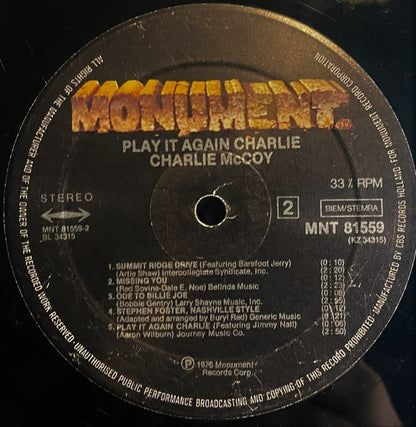 MONUMENT
PLAY IT AGAIN CHARLIE
CHARLIE McCOY
STEREO
MNT 81559-2
BL 34315
33⅓ RPM
2
BIEM/STEMRA
MNT 81559
(KZ 34315)
1. SUMMIT RIDGE DRIVE (Featuring Barefoot Jerry)
(Artie Shaw) Intercollegiate Syndicate, Inc.
2. MISSING YOU
(Red Sovine-Dale E. Noe) Belinda Music
3. ODE TO BILLIE JOE
(Bobbie Gentry) Larry Shayne Music, Inc.
4. STEPHEN FOSTER, NASHVILLE STYLE
(Adapted and arranged by Buryl Red) Generic Music
5. PLAY IT AGAIN CHARLIE (Featuring Jimmy Nall)
(Aaron Wilburn) Journey Music Co.
℗ 1976 Monument
Records Corp.
ALL RIGHTS OF THE MANUFACTURER AND OF THE OWNER OF THE RECORDED WORK RESERVED. UNAUTHORISED PUBLIC PERFORMANCE BROADCASTING AND COPYING OF THIS RECORD PROHIBITED. MANUFACTURED BY CBS RECORDS HOLLAND FOR MONUMENT RECORD CORPORATION